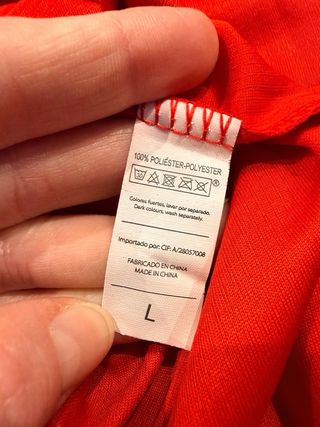 100% POLIÉSTER-POLYESTER
®
Colores fuertes, lavar por separado.
Dark colours, wash separately.
Importado por: CIF: A/28057008
FABRICADO EN CHINA
MADE IN CHINA
L